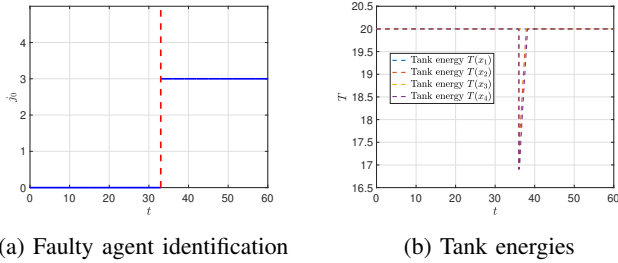 4
3
2
1
0
j₀
0 10 20 30 40 50 60
t
(a) Faulty agent identification
20.5
20
19.5
19
18.5
18
17.5
17
16.5
T
Tank energy T(x₁)
Tank energy T(x₂)
Tank energy T(x₃)
Tank energy T(x₄)
0 10 20 30 40 50 60
t
(b) Tank energies